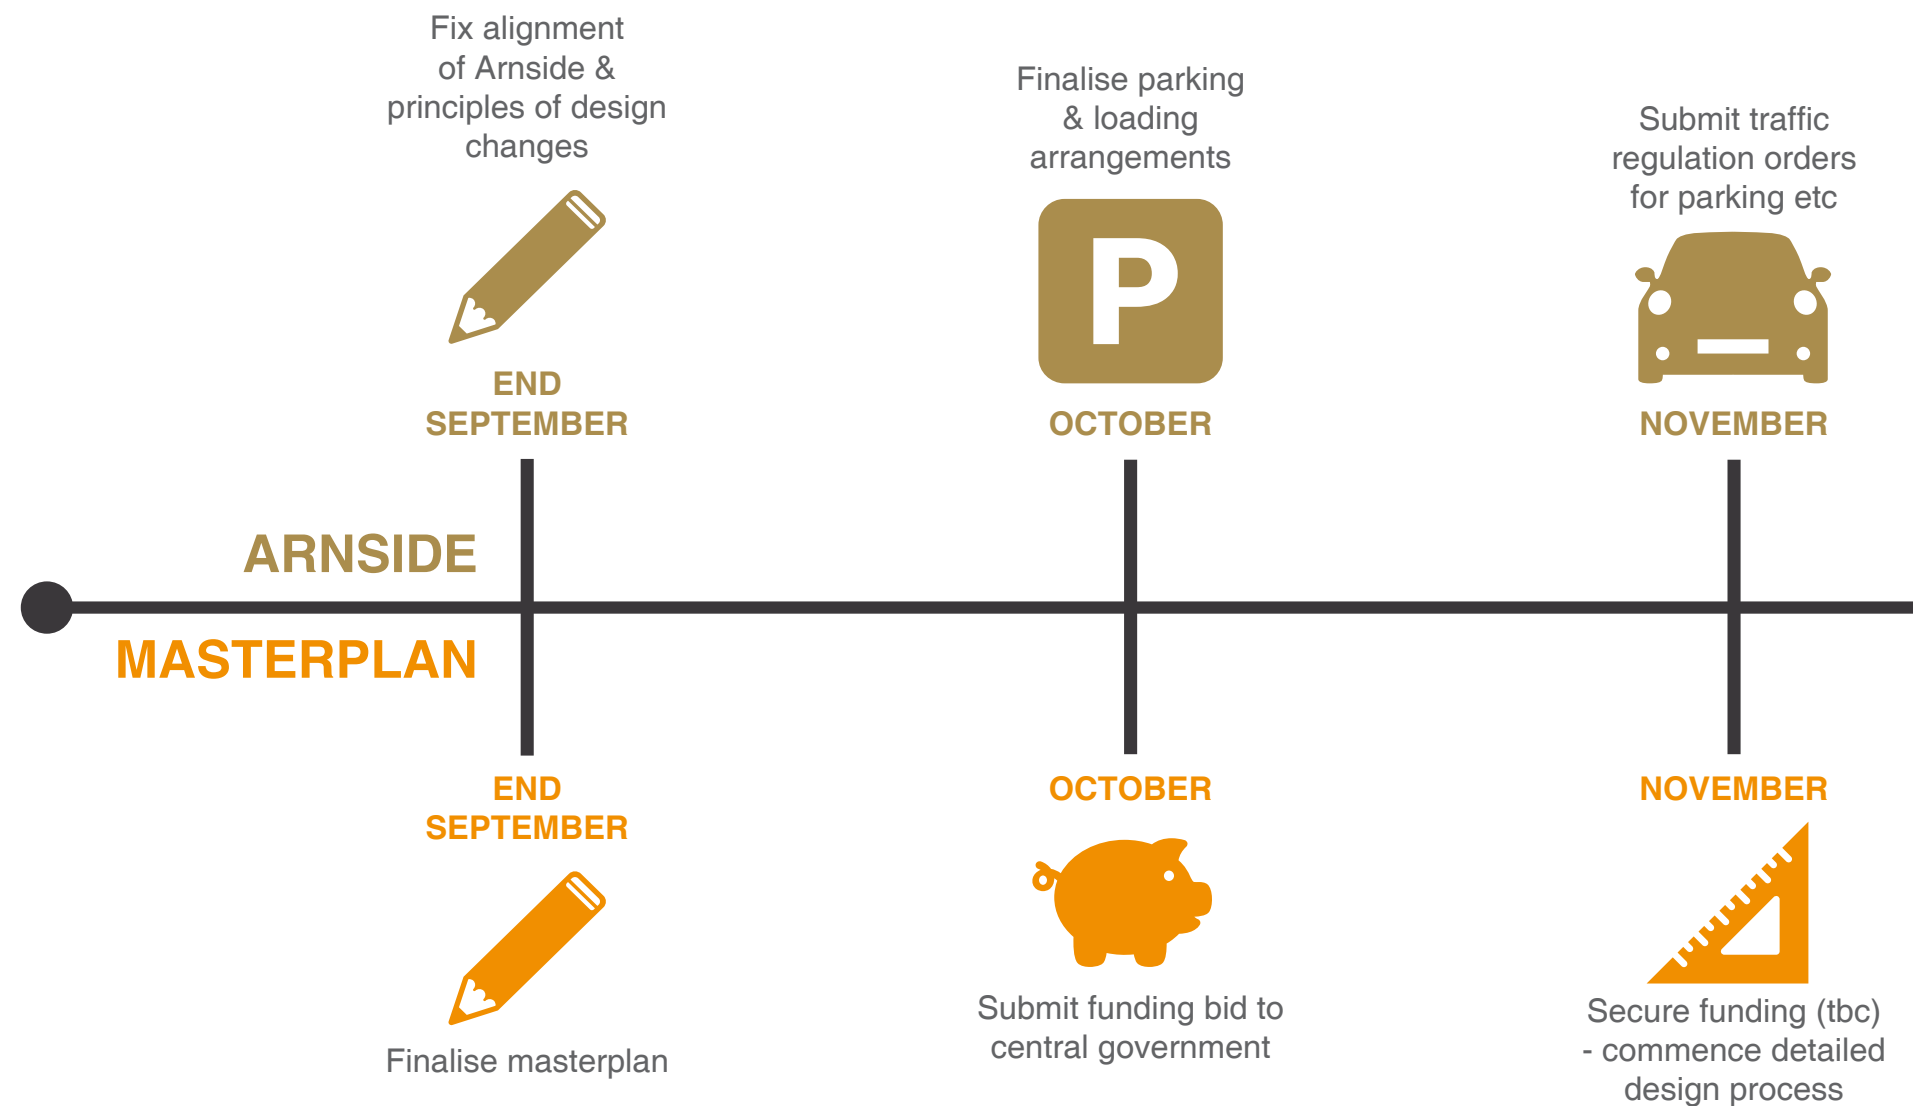 Fix alignment
of Arnside &
principles of design
changes
Finalise parking
& loading
arrangements
Submit traffic
regulation orders
for parking etc
P
END
SEPTEMBER
OCTOBER
NOVEMBER
ARNSIDE
MASTERPLAN
END
SEPTEMBER
OCTOBER
NOVEMBER
Finalise masterplan
Submit funding bid to
central government
Secure funding (tbc)
- commence detailed
design process